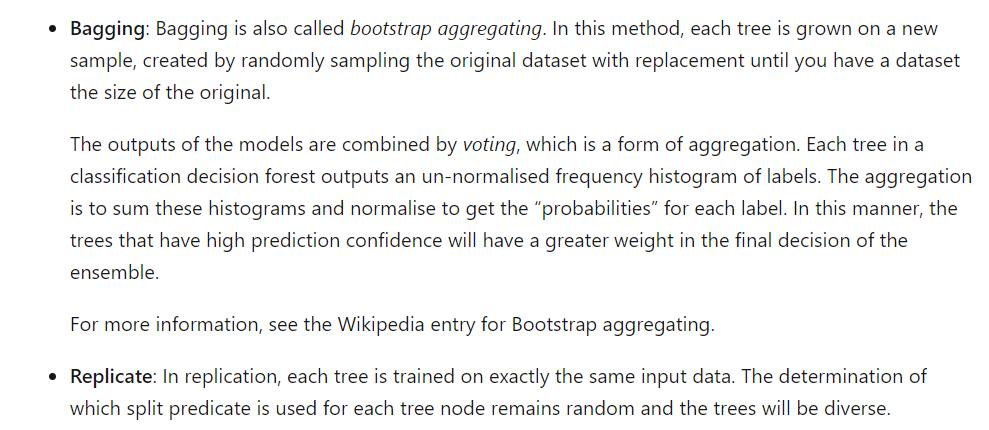 • Bagging: Bagging is also called bootstrap aggregating. In this method, each tree is grown on a new
sample, created by randomly sampling the original dataset with replacement until you have a dataset
the size of the original.
The outputs of the models are combined by voting, which is a form of aggregation. Each tree in a
classification decision forest outputs an un-normalised frequency histogram of labels. The aggregation
is to sum these histograms and normalise to get the “probabilities” for each label. In this manner, the
trees that have high prediction confidence will have a greater weight in the final decision of the
ensemble.
For more information, see the Wikipedia entry for Bootstrap aggregating.
• Replicate: In replication, each tree is trained on exactly the same input data. The determination of
which split predicate is used for each tree node remains random and the trees will be diverse.